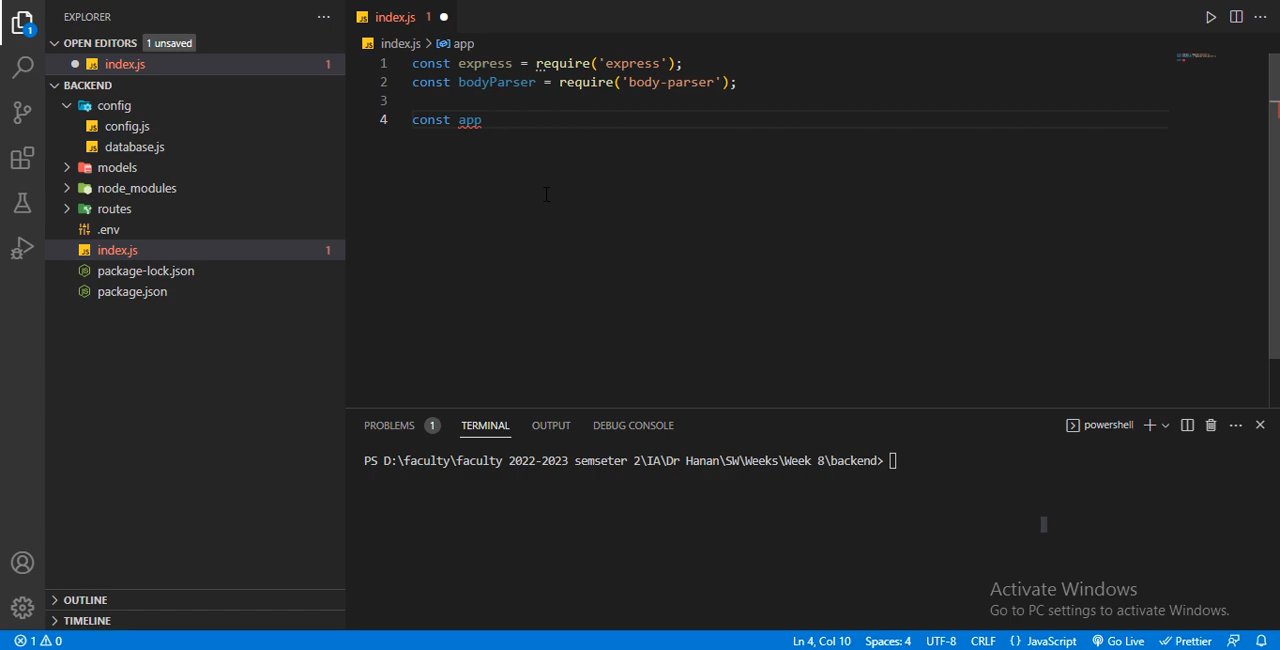 EXPLORER
1
OPEN EDITORS 1 unsaved
index.js 1
BACKEND
config
config.js
database.js
models
node_modules
routes
.env
index.js 1
package-lock.json
package.json
OUTLINE
TIMELINE
index.js 1
index.js > app
1 const express = require('express');
2 const bodyParser = require('body-parser');
3
4 const app
PROBLEMS 1 TERMINAL OUTPUT DEBUG CONSOLE powershell
PS D:\faculty\faculty 2022-2023 semseter 2\IA\Dr Hanan\SW\Weeks\Week 8\backend>
Activate Windows
Go to PC settings to activate Windows.
1 0 Ln 4, Col 10 Spaces: 4 UTF-8 CRLF {} JavaScript Go Live Prettier